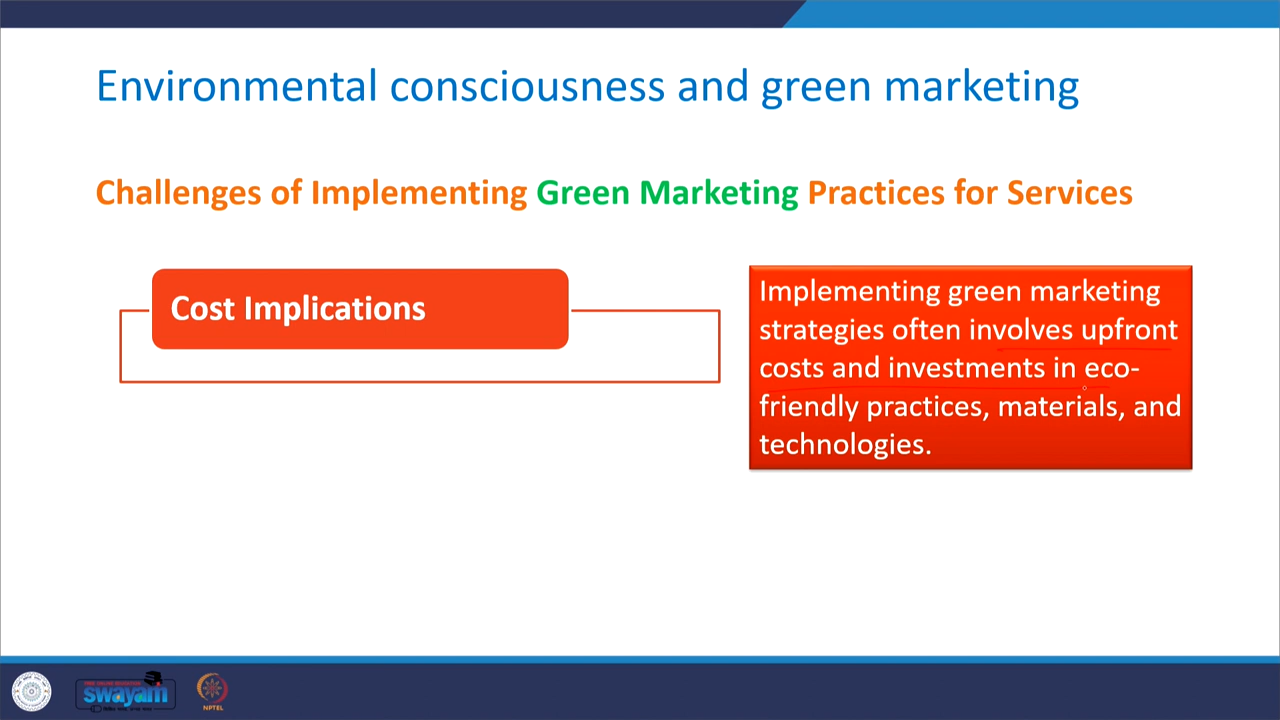 Environmental consciousness and green marketing
Challenges of Implementing Green Marketing Practices for Services
Cost Implications
Implementing green marketing
strategies often involves upfront
costs and investments in eco-
friendly practices, materials, and
technologies.
swayam
NPTEL